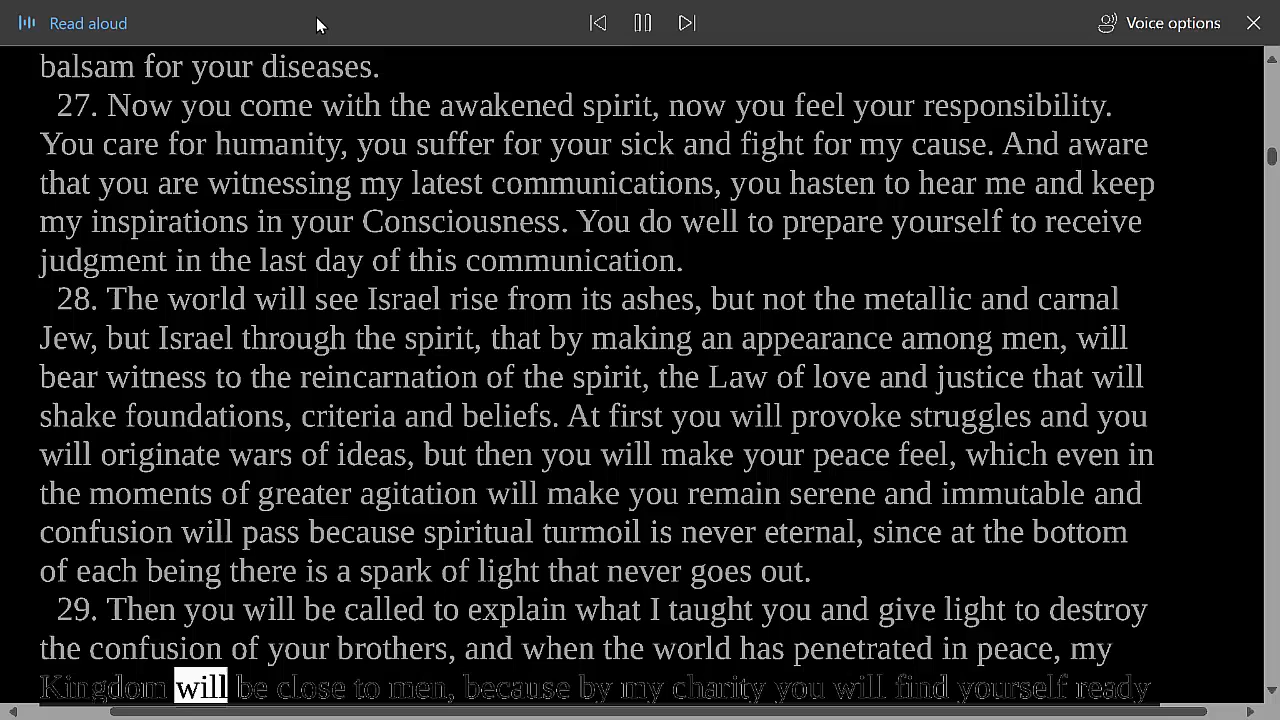 Read aloud
Voice options
balsam for your diseases.
27. Now you come with the awakened spirit, now you feel your responsibility.
You care for humanity, you suffer for your sick and fight for my cause. And aware
that you are witnessing my latest communications, you hasten to hear me and keep
my inspirations in your Consciousness. You do well to prepare yourself to receive
judgment in the last day of this communication.
28. The world will see Israel rise from its ashes, but not the metallic and carnal
Jew, but Israel through the spirit, that by making an appearance among men, will
bear witness to the reincarnation of the spirit, the Law of love and justice that will
shake foundations, criteria and beliefs. At first you will provoke struggles and you
will originate wars of ideas, but then you will make your peace feel, which even in
the moments of greater agitation will make you remain serene and immutable and
confusion will pass because spiritual turmoil is never eternal, since at the bottom
of each being there is a spark of light that never goes out.
29. Then you will be called to explain what I taught you and give light to destroy
the confusion of your brothers, and when the world has penetrated in peace, my
Kingdom will be close to men, because by my charity you will find yourself ready